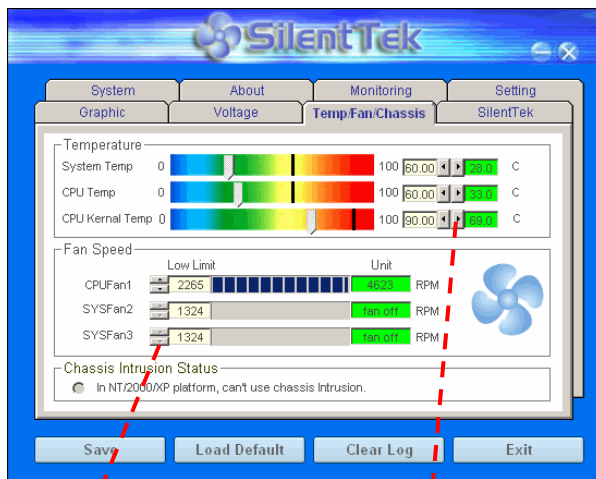 SilentTek
System About Monitoring Setting
Graphic Voltage Temp/Fan/Chassis SilentTek
Temperature
System Temp 0 100 60.00 28.0 C
CPU Temp 0 100 60.00 33.0 C
CPU Kernal Temp 0 100 90.00 69.0 C
Fan Speed
Low Limit Unit
CPUFan1 2265 4623 RPM
SYSFan2 1324 fan off RPM
SYSFan3 1324 fan off RPM
Chassis Intrusion Status
In NT/2000/XP platform, can't use chassis Intrusion.
Save Load Default Clear Log Exit